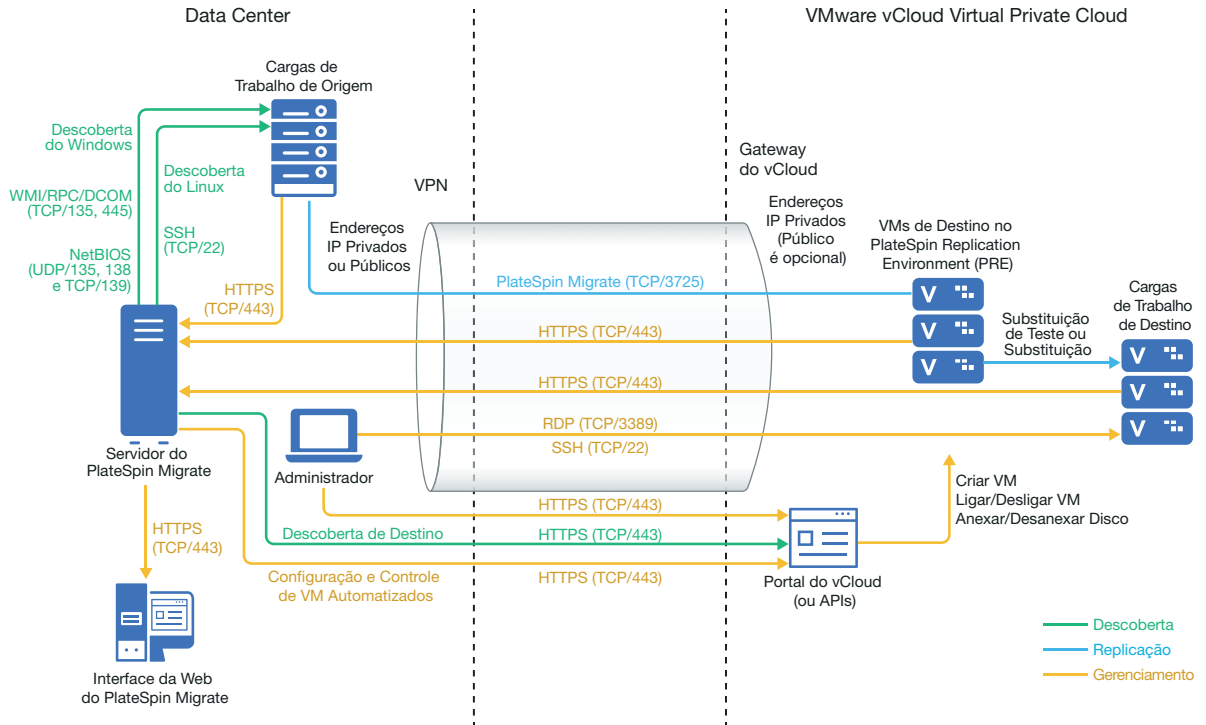 Data Center
VMware vCloud Virtual Private Cloud
Cargas de
Trabalho de Origem
Descoberta
do Windows
Descoberta
do Linux
WMI/RPC/DCOM
(TCP/135, 445)
SSH
(TCP/22)
NetBIOS
(UDP/135, 138
e TCP/139)
HTTPS
(TCP/443)
VPN
Endereços
IP Privados
ou Públicos
Gateway
do vCloud
Endereços
IP Privados
(Público
é opcional)
VMs de Destino no
PlateSpin Replication
Environment (PRE)
Cargas
de Trabalho
de Destino
PlateSpin Migrate (TCP/3725)
V
V
V
HTTPS (TCP/443)
Substituição
de Teste ou
Substituição
V
V
V
HTTPS (TCP/443)
RDP (TCP/3389)
SSH (TCP/22)
Servidor do
PlateSpin Migrate
Administrador
HTTPS (TCP/443)
Criar VM
Ligar/Desligar VM
Anexar/Desanexar Disco
HTTPS
(TCP/443)
Descoberta de Destino
HTTPS (TCP/443)
Configuração e Controle
de VM Automatizados
HTTPS (TCP/443)
Portal do vCloud
(ou APIs)
Interface da Web
do PlateSpin Migrate
Descoberta
Replicação
Gerenciamento